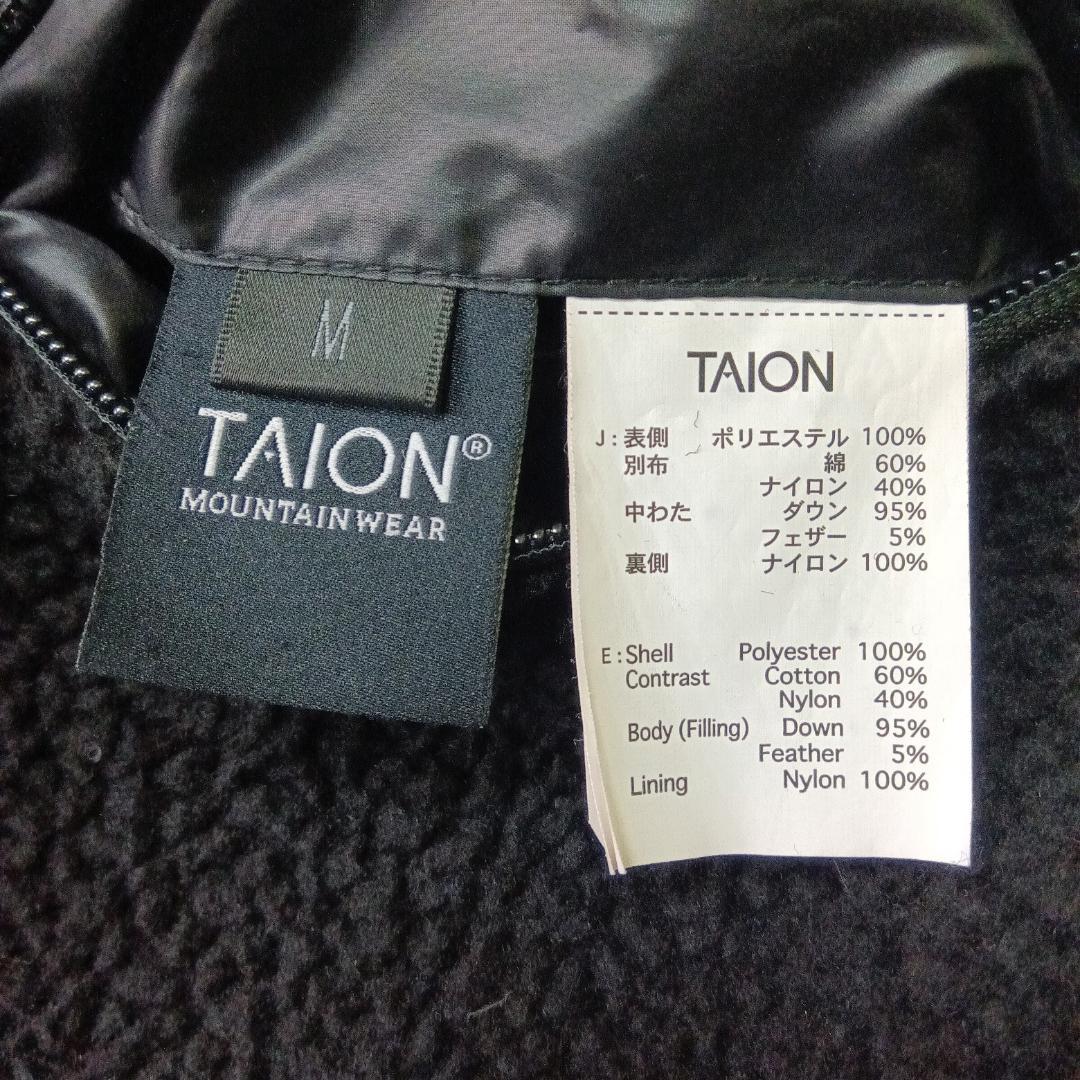 M
TAION®
MOUNTAINWEAR
TAION
J:表側 ポリエステル 100%
別布 綿 60%
ナイロン 40%
中わた ダウン 95%
フェザー 5%
裏側 ナイロン 100%
E:Shell Polyester 100%
Contrast Cotton 60%
Nylon 40%
Body (Filling) Down 95%
Feather 5%
Lining Nylon 100%